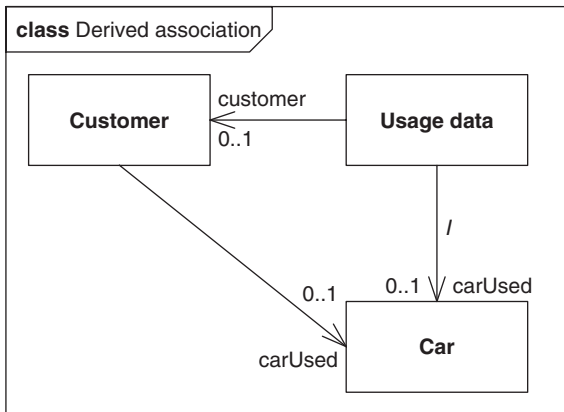 class Derived association
customer
Customer
Usage data
0..1
/
0..1
0..1
carUsed
carUsed
Car